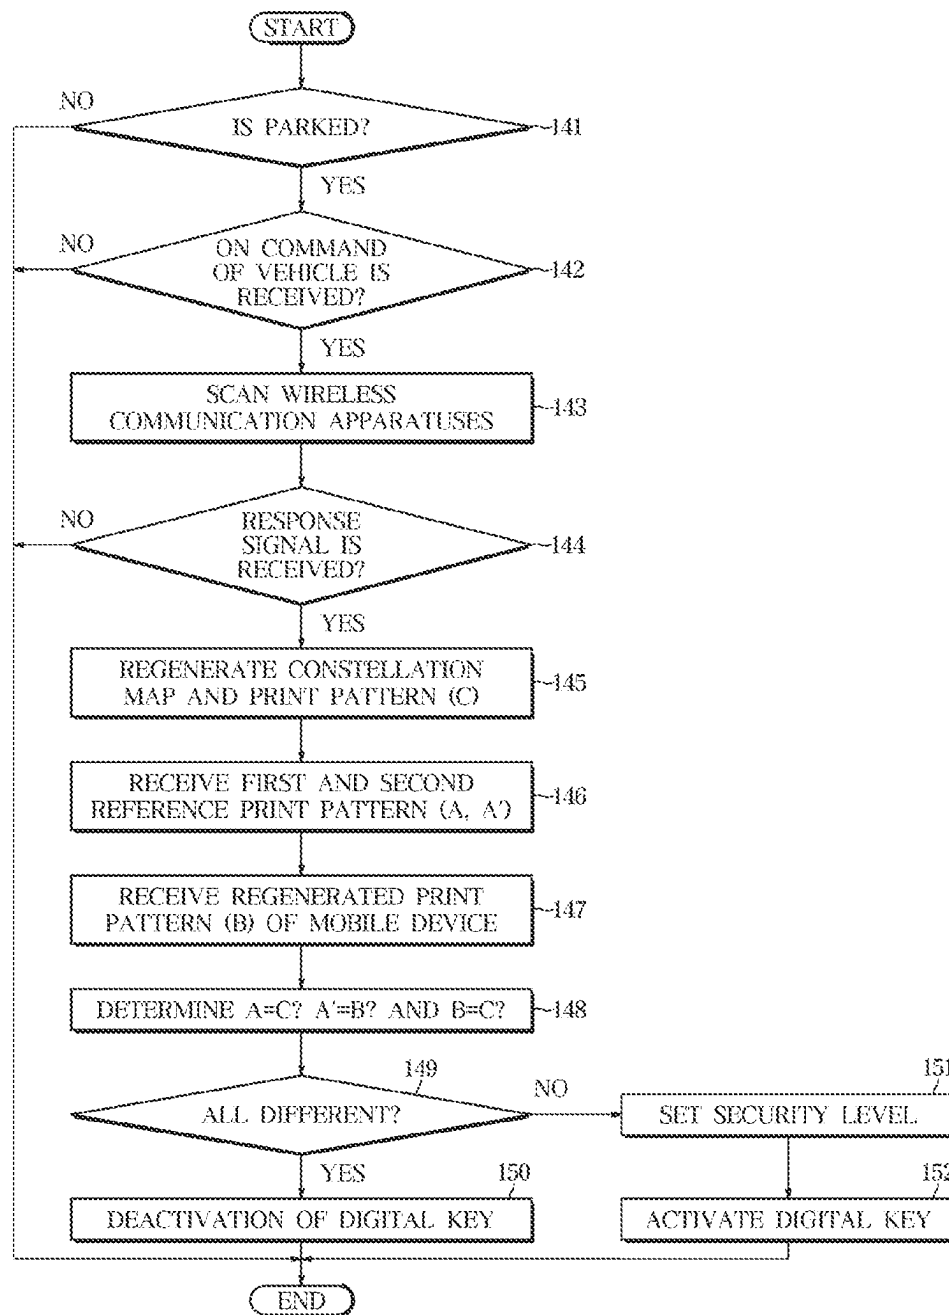 START
NO
IS PARKED?
141
YES
NO
ON COMMAND
OF VEHICLE IS
RECEIVED?
142
YES
SCAN WIRELESS
COMMUNICATION APPARATUSES
143
NO
RESPONSE
SIGNAL IS
RECEIVED?
144
YES
REGENERATE CONSTELLATION
MAP AND PRINT PATTERN (C)
145
RECEIVE FIRST AND SECOND
REFERENCE PRINT PATTERN (A, A')
146
RECEIVE REGENERATED PRINT
PATTERN (B) OF MOBILE DEVICE
147
DETERMINE A=C? A'=B? AND B=C?
148
149
ALL DIFFERENT?
NO
151
SET SECURITY LEVEL
YES
150
DEACTIVATION OF DIGITAL KEY
152
ACTIVATE DIGITAL KEY
END